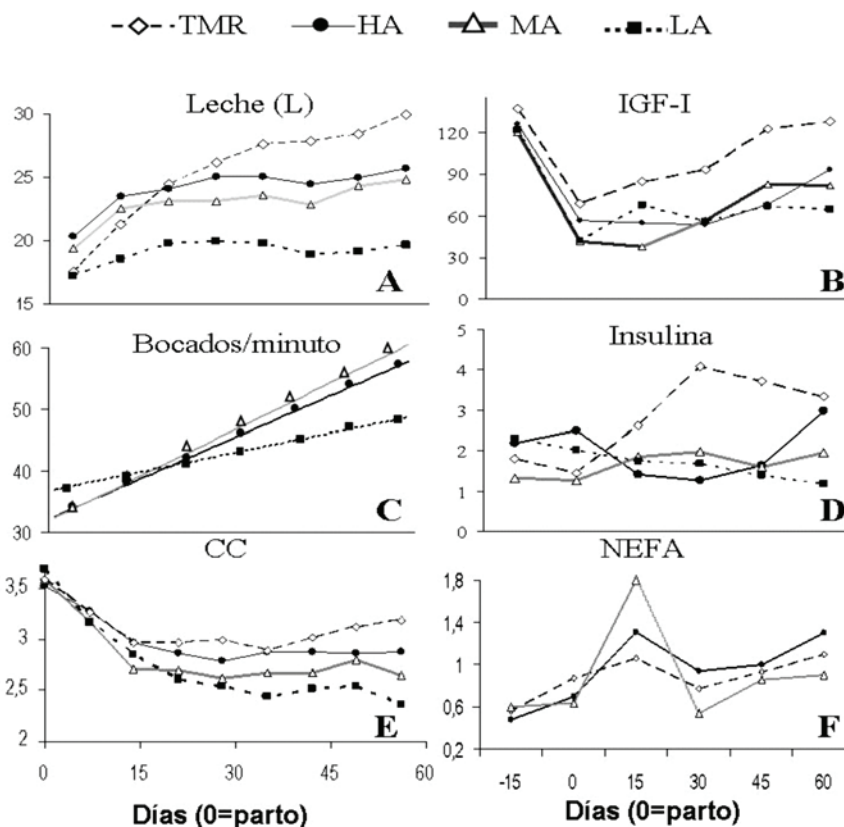 TMR HA MA LA
Leche (L)
30
25
20
15
A
IGF-I
120
90
60
30
0
B
Bocados/minuto
60
50
40
30
C
Insulina
5
4
3
2
1
0
D
CC
3,5
3
2,5
2
E
0 15 30 45 60
Días (0=parto)
NEFA
1,8
1,4
1
0,6
0,2
F
-15 0 15 30 45 60
Días (0=parto)